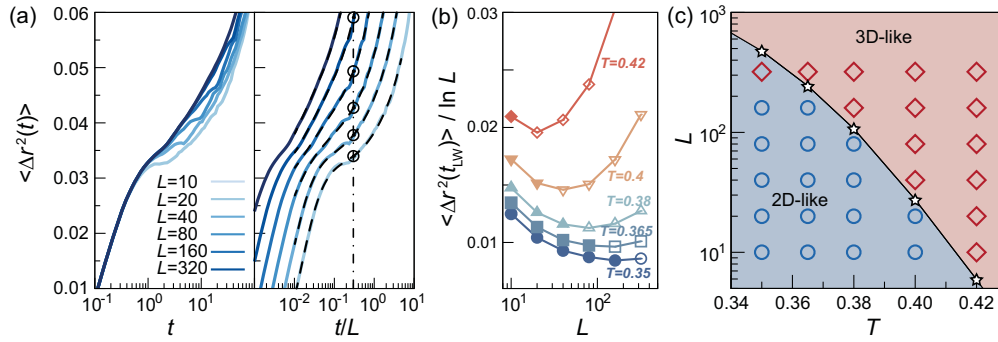 (a)
0.06
0.05
0.04
0.03
0.02
0.01
<Δr²(t)>
L=10
L=20
L=40
L=80
L=160
L=320
10⁻¹ 10⁰ 10¹
t
10⁻² 10⁻¹ 10⁰ 10¹
t/L
(b)
0.03
0.02
0.01
<Δr²(t_LW)> / ln L
T=0.42
T=0.4
T=0.38
T=0.365
T=0.35
10¹ 10²
L
(c)
10³
10²
10¹
L
3D-like
2D-like
0.34 0.36 0.38 0.40 0.42
T